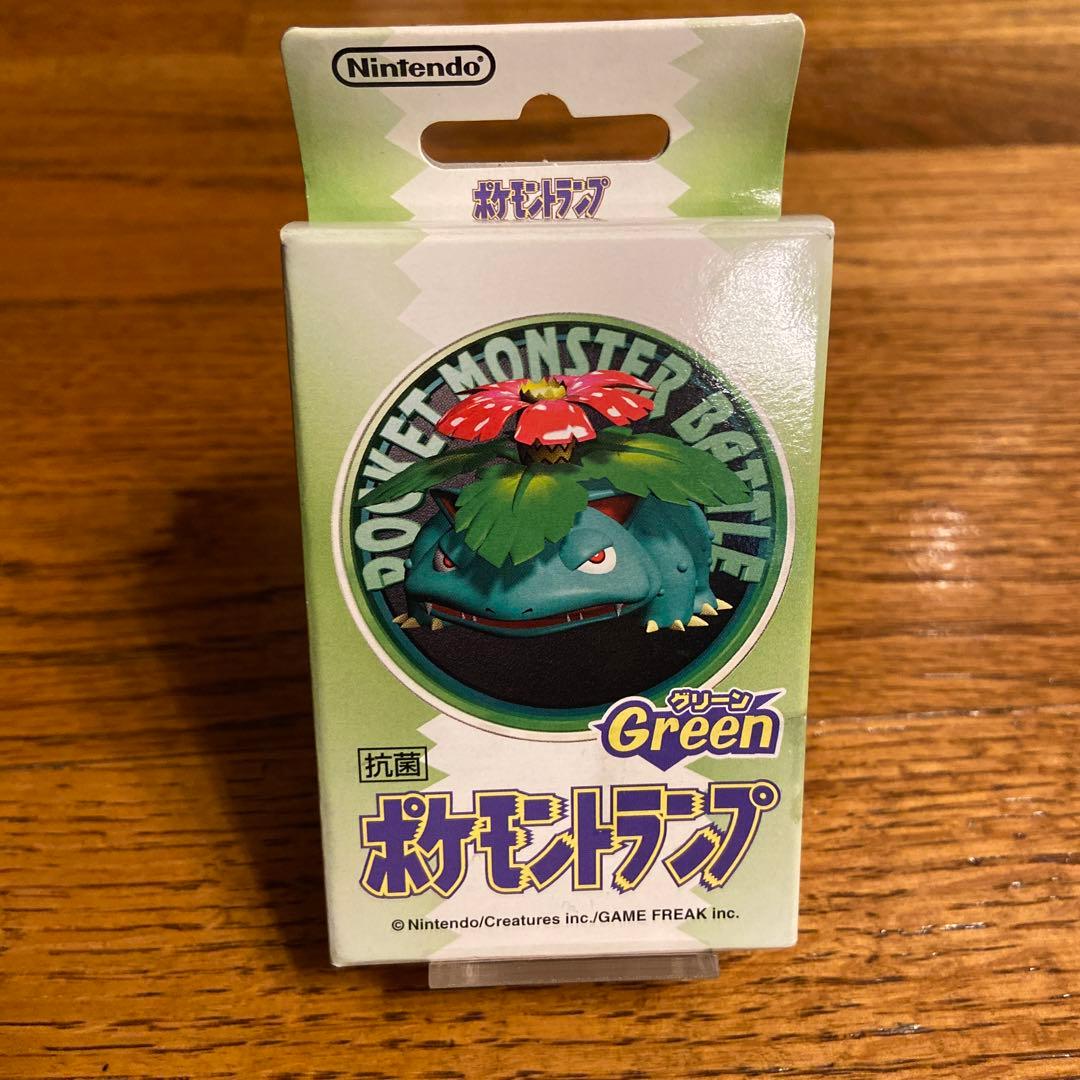 Nintendo
ポケモントランプ
POCKET MONSTER BATTLE
グリーン
Green
抗菌
ポケモントランプ
© Nintendo/Creatures inc./GAME FREAK inc.